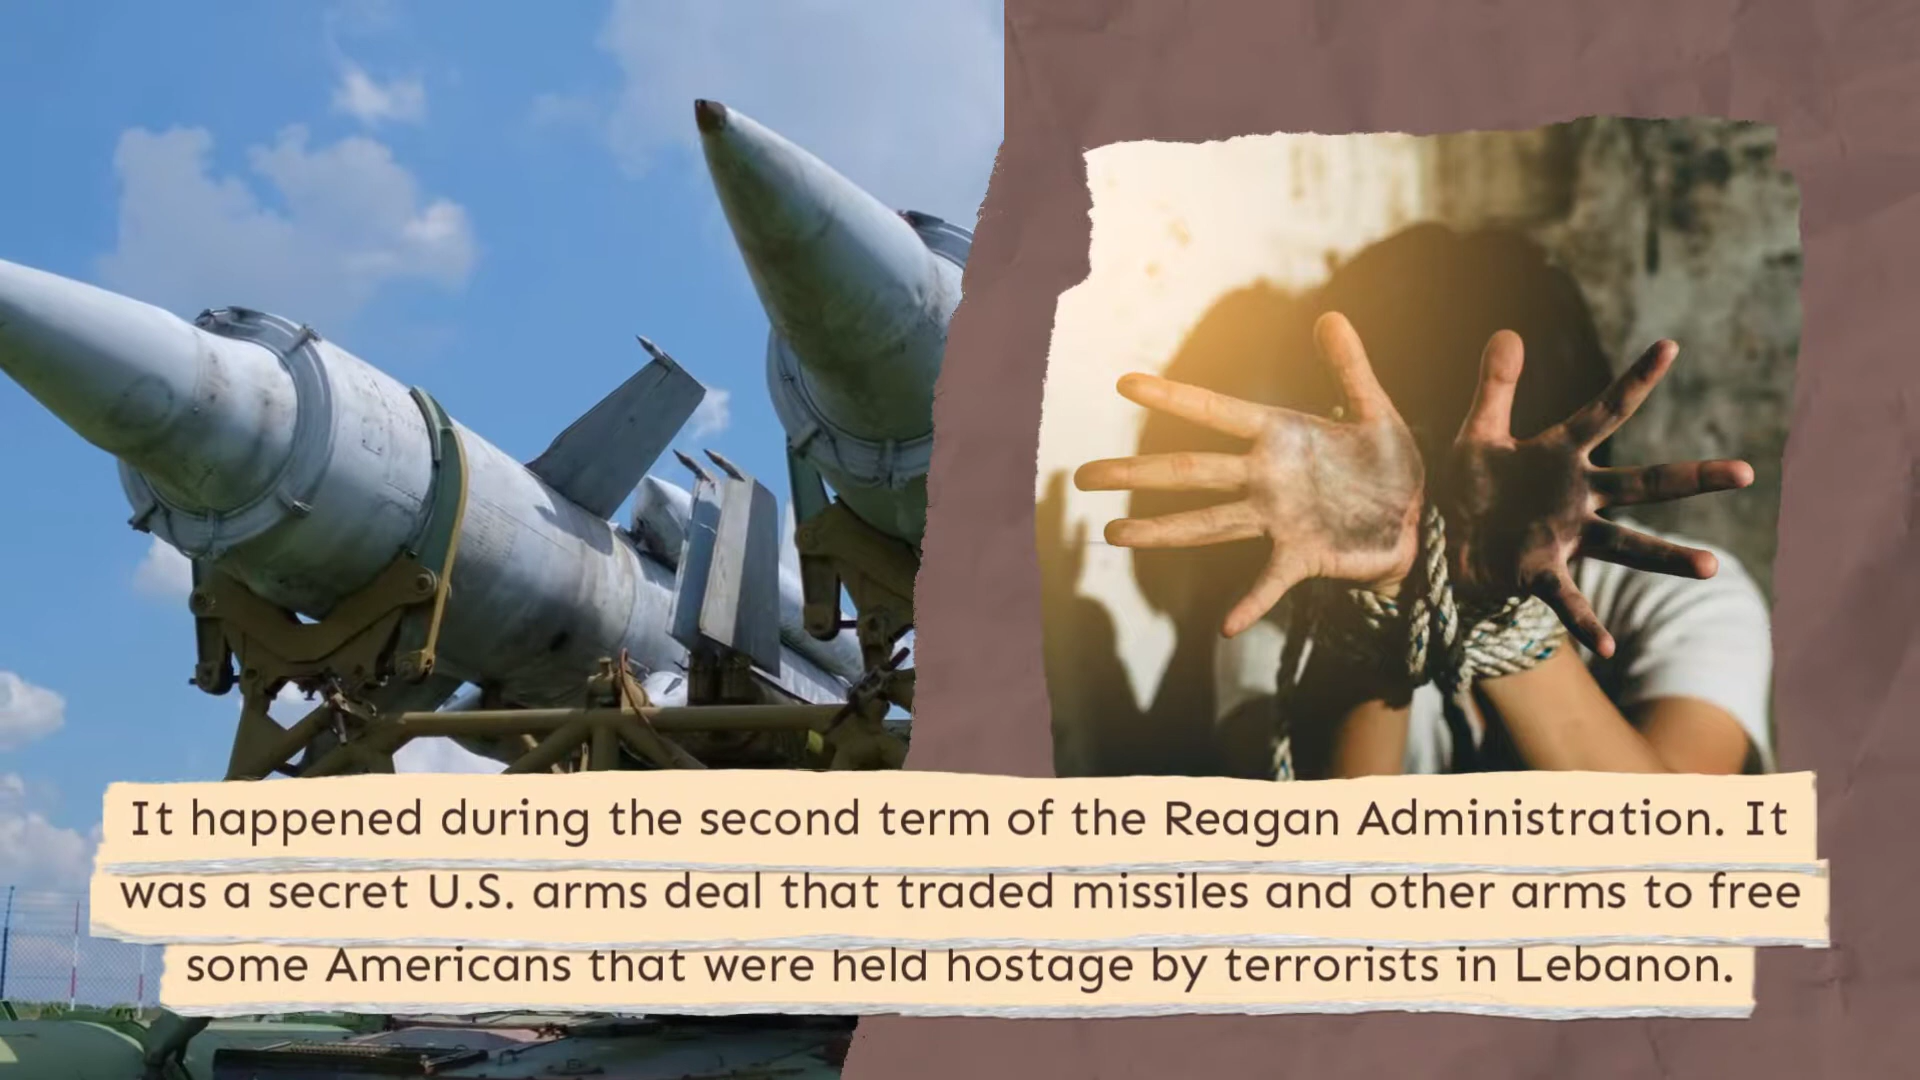 It happened during the second term of the Reagan Administration. It
was a secret U.S. arms deal that traded missiles and other arms to free
some Americans that were held hostage by terrorists in Lebanon.